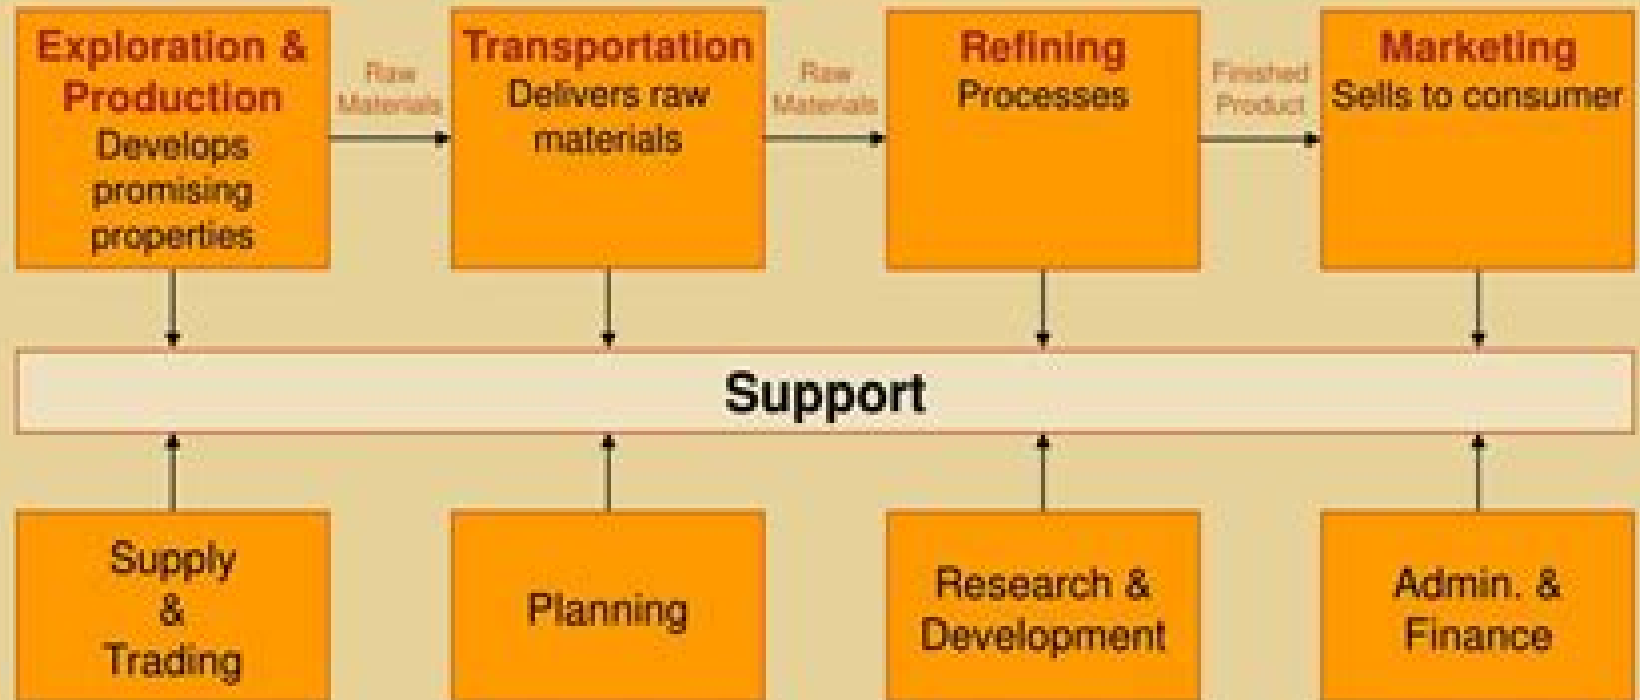 Exploration &
Production
Develops
promising
properties
Raw
Materials
Transportation
Delivers raw
materials
Raw
Materials
Refining
Processes
Finished
Product
Marketing
Sells to consumer
Support
Supply
&
Trading
Planning
Research &
Development
Admin. &
Finance